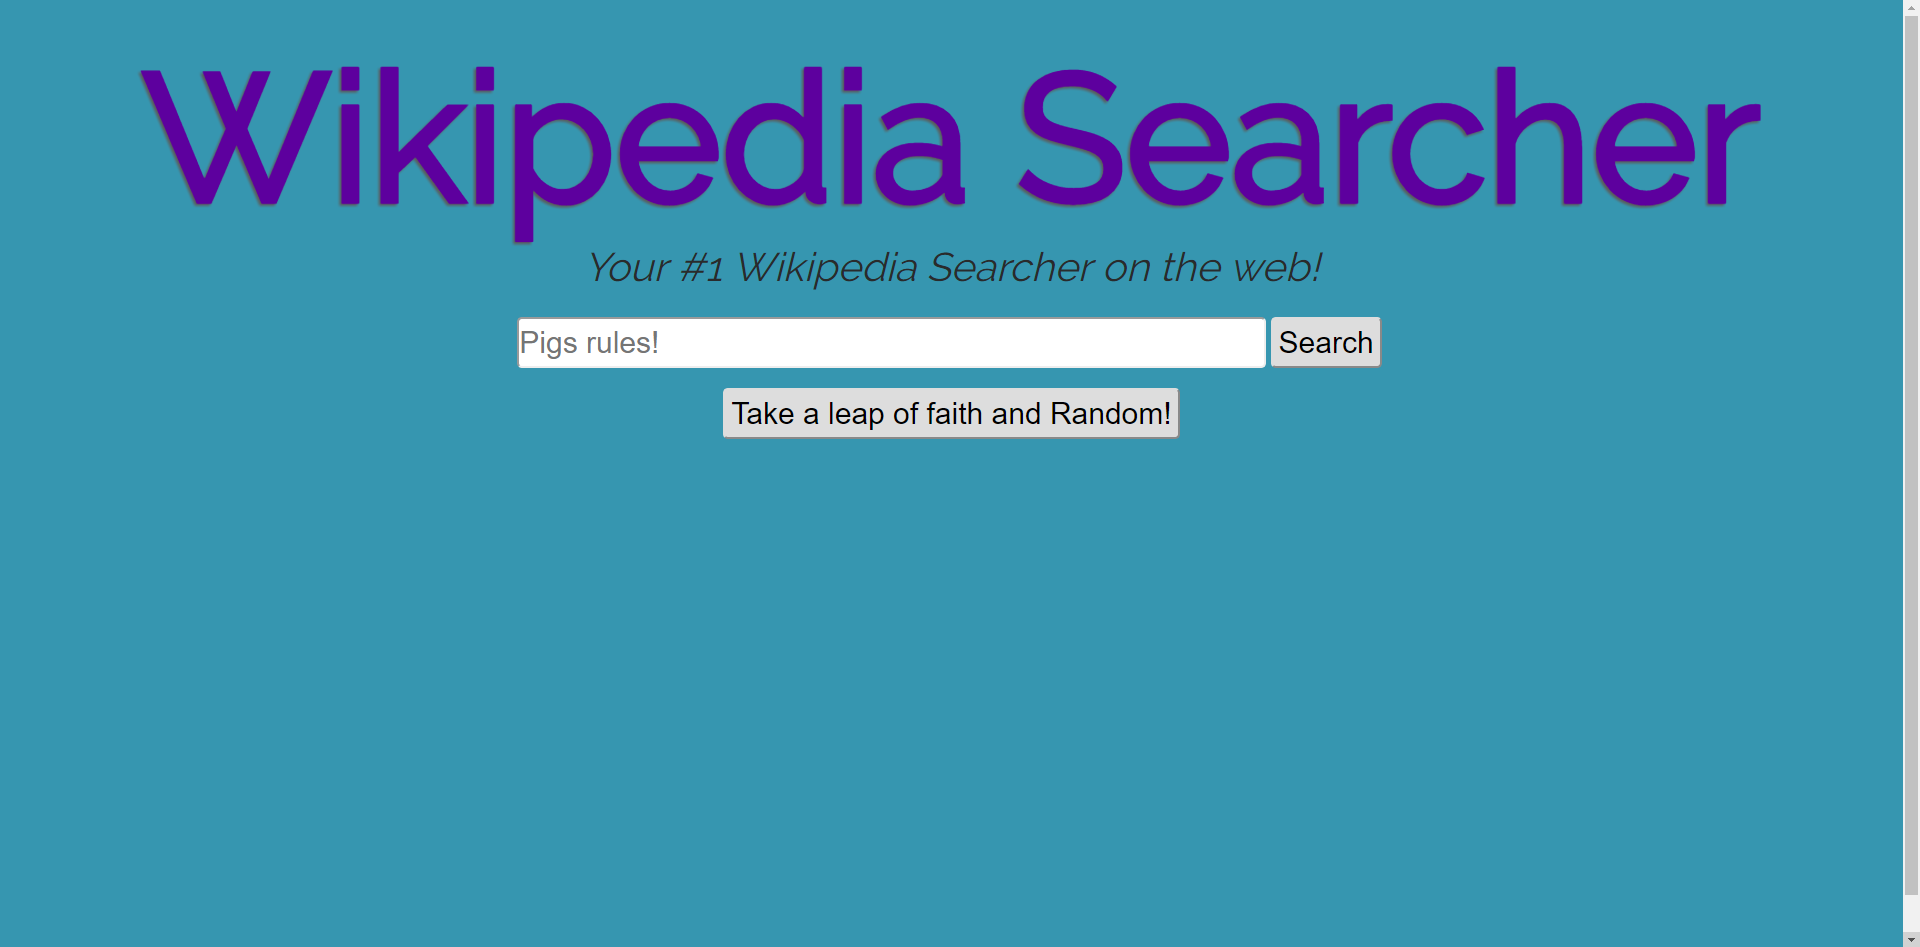 Wikipedia Searcher
Your #1 Wikipedia Searcher on the web!
Pigs rules! Search
Take a leap of faith and Random!